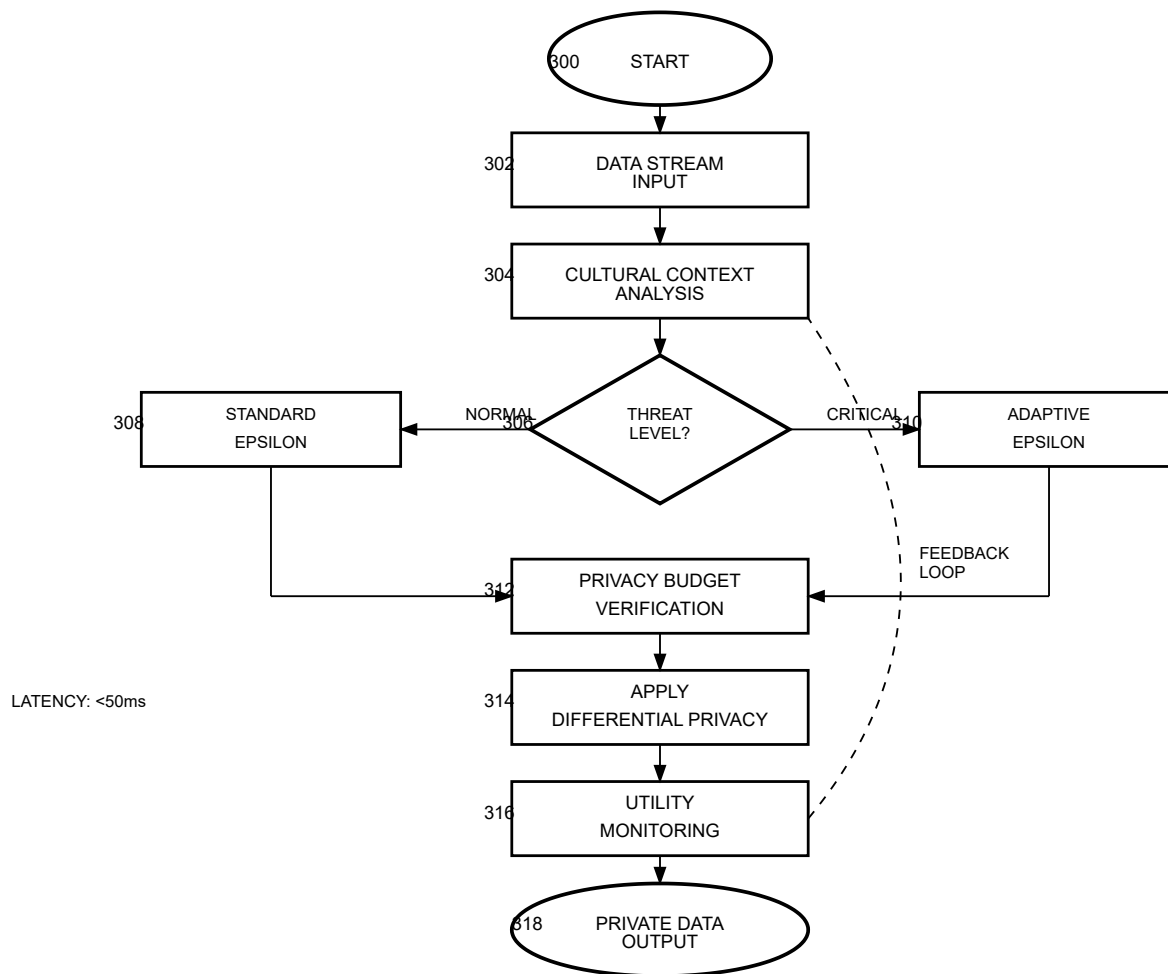 300
START
302
DATA STREAM
INPUT
304
CULTURAL CONTEXT
ANALYSIS
308
STANDARD
EPSILON
NORMAL
306
THREAT
LEVEL?
CRITICAL
310
ADAPTIVE
EPSILON
FEEDBACK
LOOP
312
PRIVACY BUDGET
VERIFICATION
LATENCY: <50ms
314
APPLY
DIFFERENTIAL PRIVACY
316
UTILITY
MONITORING
318
PRIVATE DATA
OUTPUT